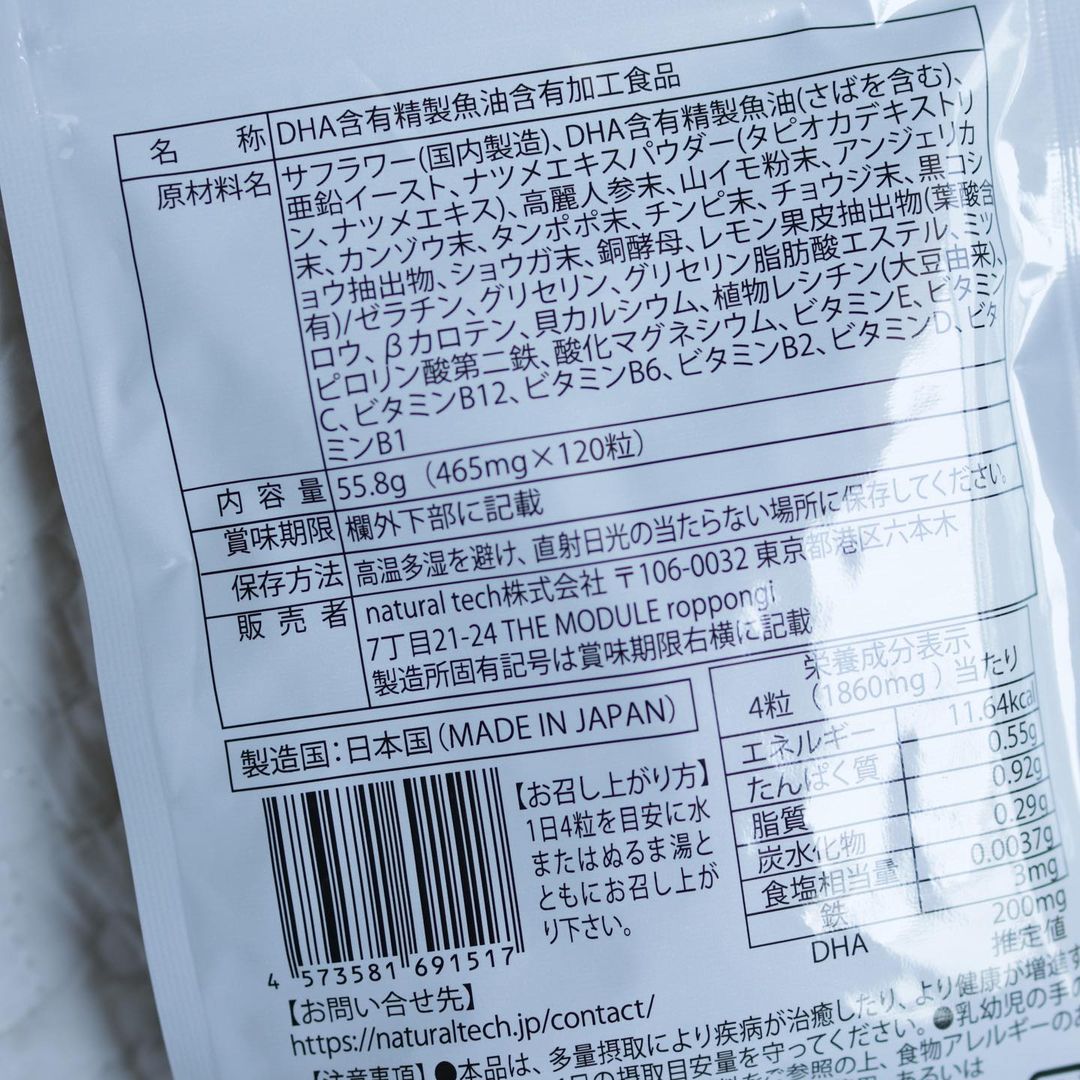 名 称 DHA含有精製魚油含有加工食品
原材料名 サフラワー(国内製造)、DHA含有精製魚油(さばを含む)、
亜鉛イースト、ナツメエキスパウダー(タピオカデキストリ
ン、ナツメエキス)、高麗人参末、山イモ粉末、アンジェリカ
末、カンゾウ末、タンポポ末、チンピ末、チョウジ末、黒コシ
ョウ抽出物、ショウガ末、銅酵母、レモン果皮抽出物(葉酸含
有)/ゼラチン、グリセリン、グリセリン脂肪酸エステル、ミツ
ロウ、βカロテン、貝カルシウム、植物レシチン(大豆由来)、
ピロリン酸第二鉄、酸化マグネシウム、ビタミンE、ビタミン
C、ビタミンB12、ビタミンB6、ビタミンB2、ビタミンD、ビタ
ミンB1
内容量 55.8g(465mg×120粒)
賞味期限 欄外下部に記載
保存方法 高温多湿を避け、直射日光の当たらない場所に保存してください。
販売者 natural tech株式会社 〒106-0032 東京都港区六本木
7丁目21-24 THE MODULE roppongi
製造所固有記号は賞味期限右横に記載
製造国：日本国(MADE IN JAPAN)
4 573581 691517
【お召し上がり方】
1日4粒を目安に水
またはぬるま湯と
ともにお召し上が
り下さい。
栄養成分表示
4粒 (1860mg)当たり
エネルギー 11.64kcal
たんぱく質 0.55g
脂質 0.92g
炭水化物 0.29g
食塩相当量 0.0037g
鉄 3mg
DHA 200mg
推定値
【お問い合せ先】
https://naturaltech.jp/contact/
【注意事項】●本品は、多量摂取により疾病が治癒したり、より健康が増進す
の摂取目安量を守ってください。●乳幼児の手の
ご参照の上、食物アレルギーのお
あるいは